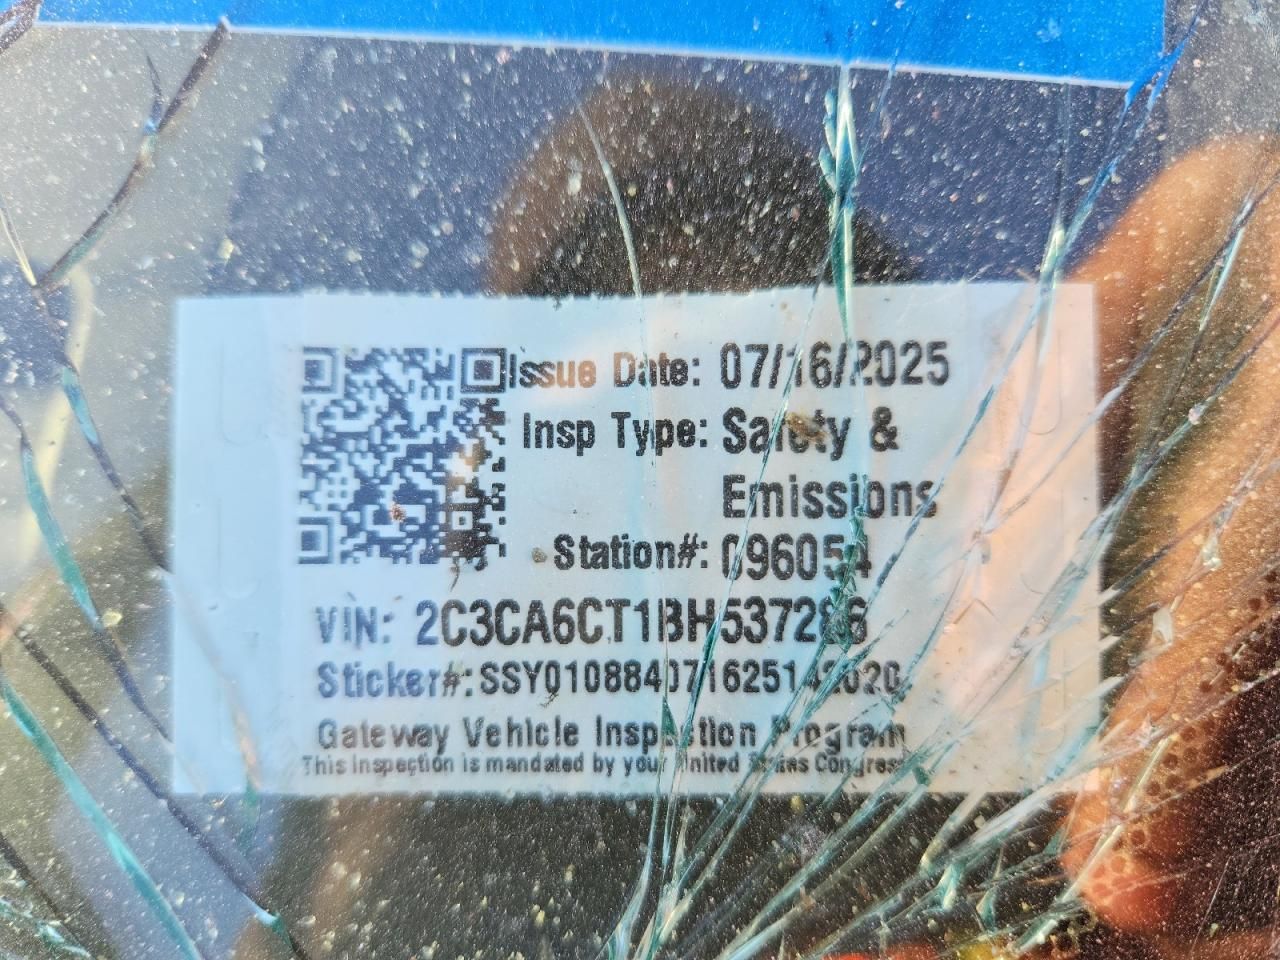 Issue Date: 07/16/2025
Insp Type: Safety &
Emissions
Station#: 096054
VIN: 2C3CA6CT1BH537286
Sticker#:SSY010884071625142020
Gateway Vehicle Inspection Program
This Inspection is mandated by your United States Congress